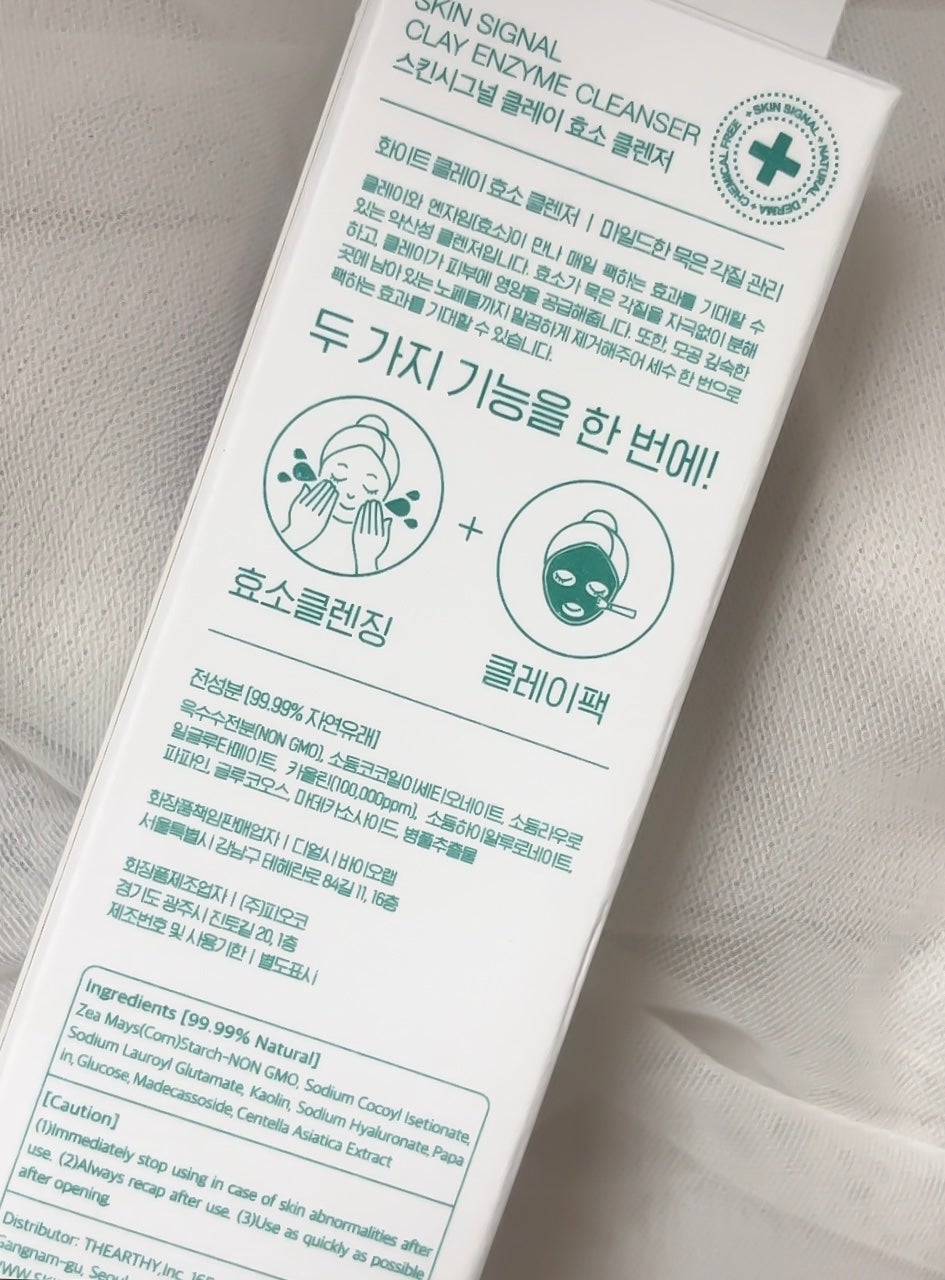 SKIN SIGNAL
CLAY ENZYME CLEANSER
스킨시그널 클레이 효소 클렌저
SKIN SIGNAL + NATURAL + DERMA + CHEMICAL FREE +
화이트 클레이 효소 클렌저 | 마일드한 묵은 각질 관리
클레이와 엔자임(효소)이 만나 매일 팩하는 효과를 기대할 수
있는 약산성 클렌저입니다. 효소가 묵은 각질을 자극없이 분해
하고, 클레이가 피부에 영양을 공급해줍니다. 또한, 모공 깊숙한
곳에 남아 있는 노폐물까지 말끔하게 제거해주어 세수 한 번으로
팩하는 효과를 기대할 수 있습니다.
두 가지 기능을 한 번에!
+
효소클렌징
클레이팩
전성분 [99.99% 자연유래]
옥수수전분(NON GMO), 소듐코코일이세티오네이트, 소듐라우로
일글루타메이트, 카올린(100,000ppm), 소듐하이알루로네이트,
파파인, 글루코오스, 마데카소사이드, 병풀추출물
화장품책임판매업자 | 디얼시 바이오랩
서울특별시 강남구 테헤란로 84길 11, 16층
화장품제조업자 | (주)피오코
경기도 광주시 진토길 20, 1층
제조번호 및 사용기한 | 별도표시
Ingredients [99.99% Natural]
Zea Mays(Corn)Starch-NON GMO, Sodium Cocoyl Isetionate,
Sodium Lauroyl Glutamate, Kaolin, Sodium Hyaluronate, Papa
in, Glucose, Madecassoside, Centella Asiatica Extract
[Caution]
(1)Immediately stop using in case of skin abnormalities after
use. (2)Always recap after use. (3)Use as quickly as possible
after opening.
Distributor: THEARTHY,Inc.
Gangnam-gu, Seoul